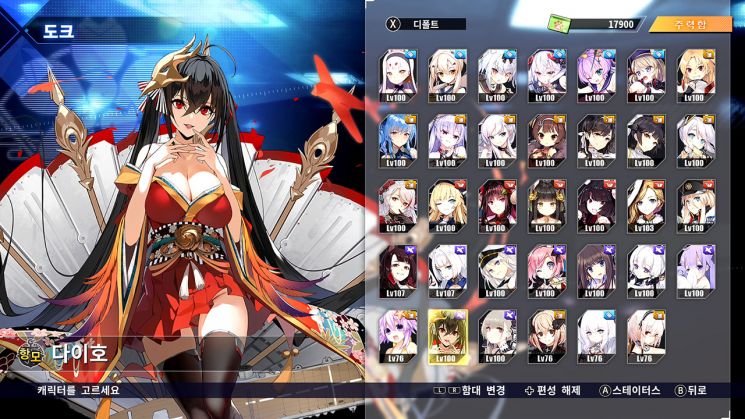 도크
X 디폴트
17900
주력함
Lv100 Lv100 Lv100 Lv100 Lv100 Lv100 Lv100
Lv100 Lv100 Lv100 Lv100 Lv100 Lv100 Lv100
Lv100 Lv100 Lv100 Lv100 Lv100 Lv103 Lv100
Lv107 Lv107 Lv100 Lv100 Lv100 Lv100 Lv100
Lv76 Lv100 Lv100 Lv76 Lv76 Lv76
항모 다이호
캐릭터를 고르세요
L R 함대 변경 편성 해제 A 스테이터스 B 뒤로